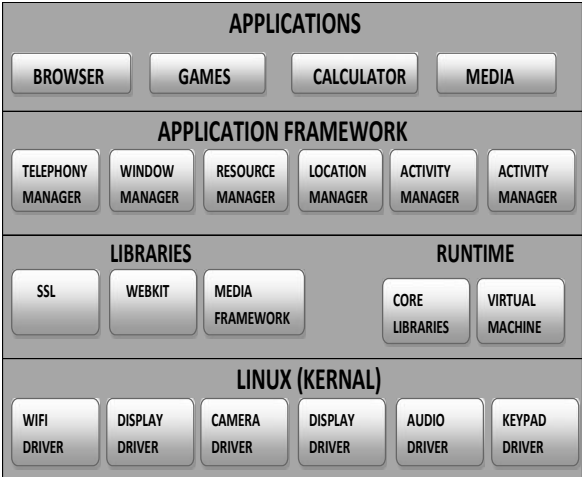 APPLICATIONS
BROWSER
GAMES
CALCULATOR
MEDIA
APPLICATION FRAMEWORK
TELEPHONY
MANAGER
WINDOW
MANAGER
RESOURCE
MANAGER
LOCATION
MANAGER
ACTIVITY
MANAGER
ACTIVITY
MANAGER
LIBRARIES
SSL
WEBKIT
MEDIA
FRAMEWORK
RUNTIME
CORE
LIBRARIES
VIRTUAL
MACHINE
LINUX (KERNAL)
WIFI
DRIVER
DISPLAY
DRIVER
CAMERA
DRIVER
DISPLAY
DRIVER
AUDIO
DRIVER
KEYPAD
DRIVER